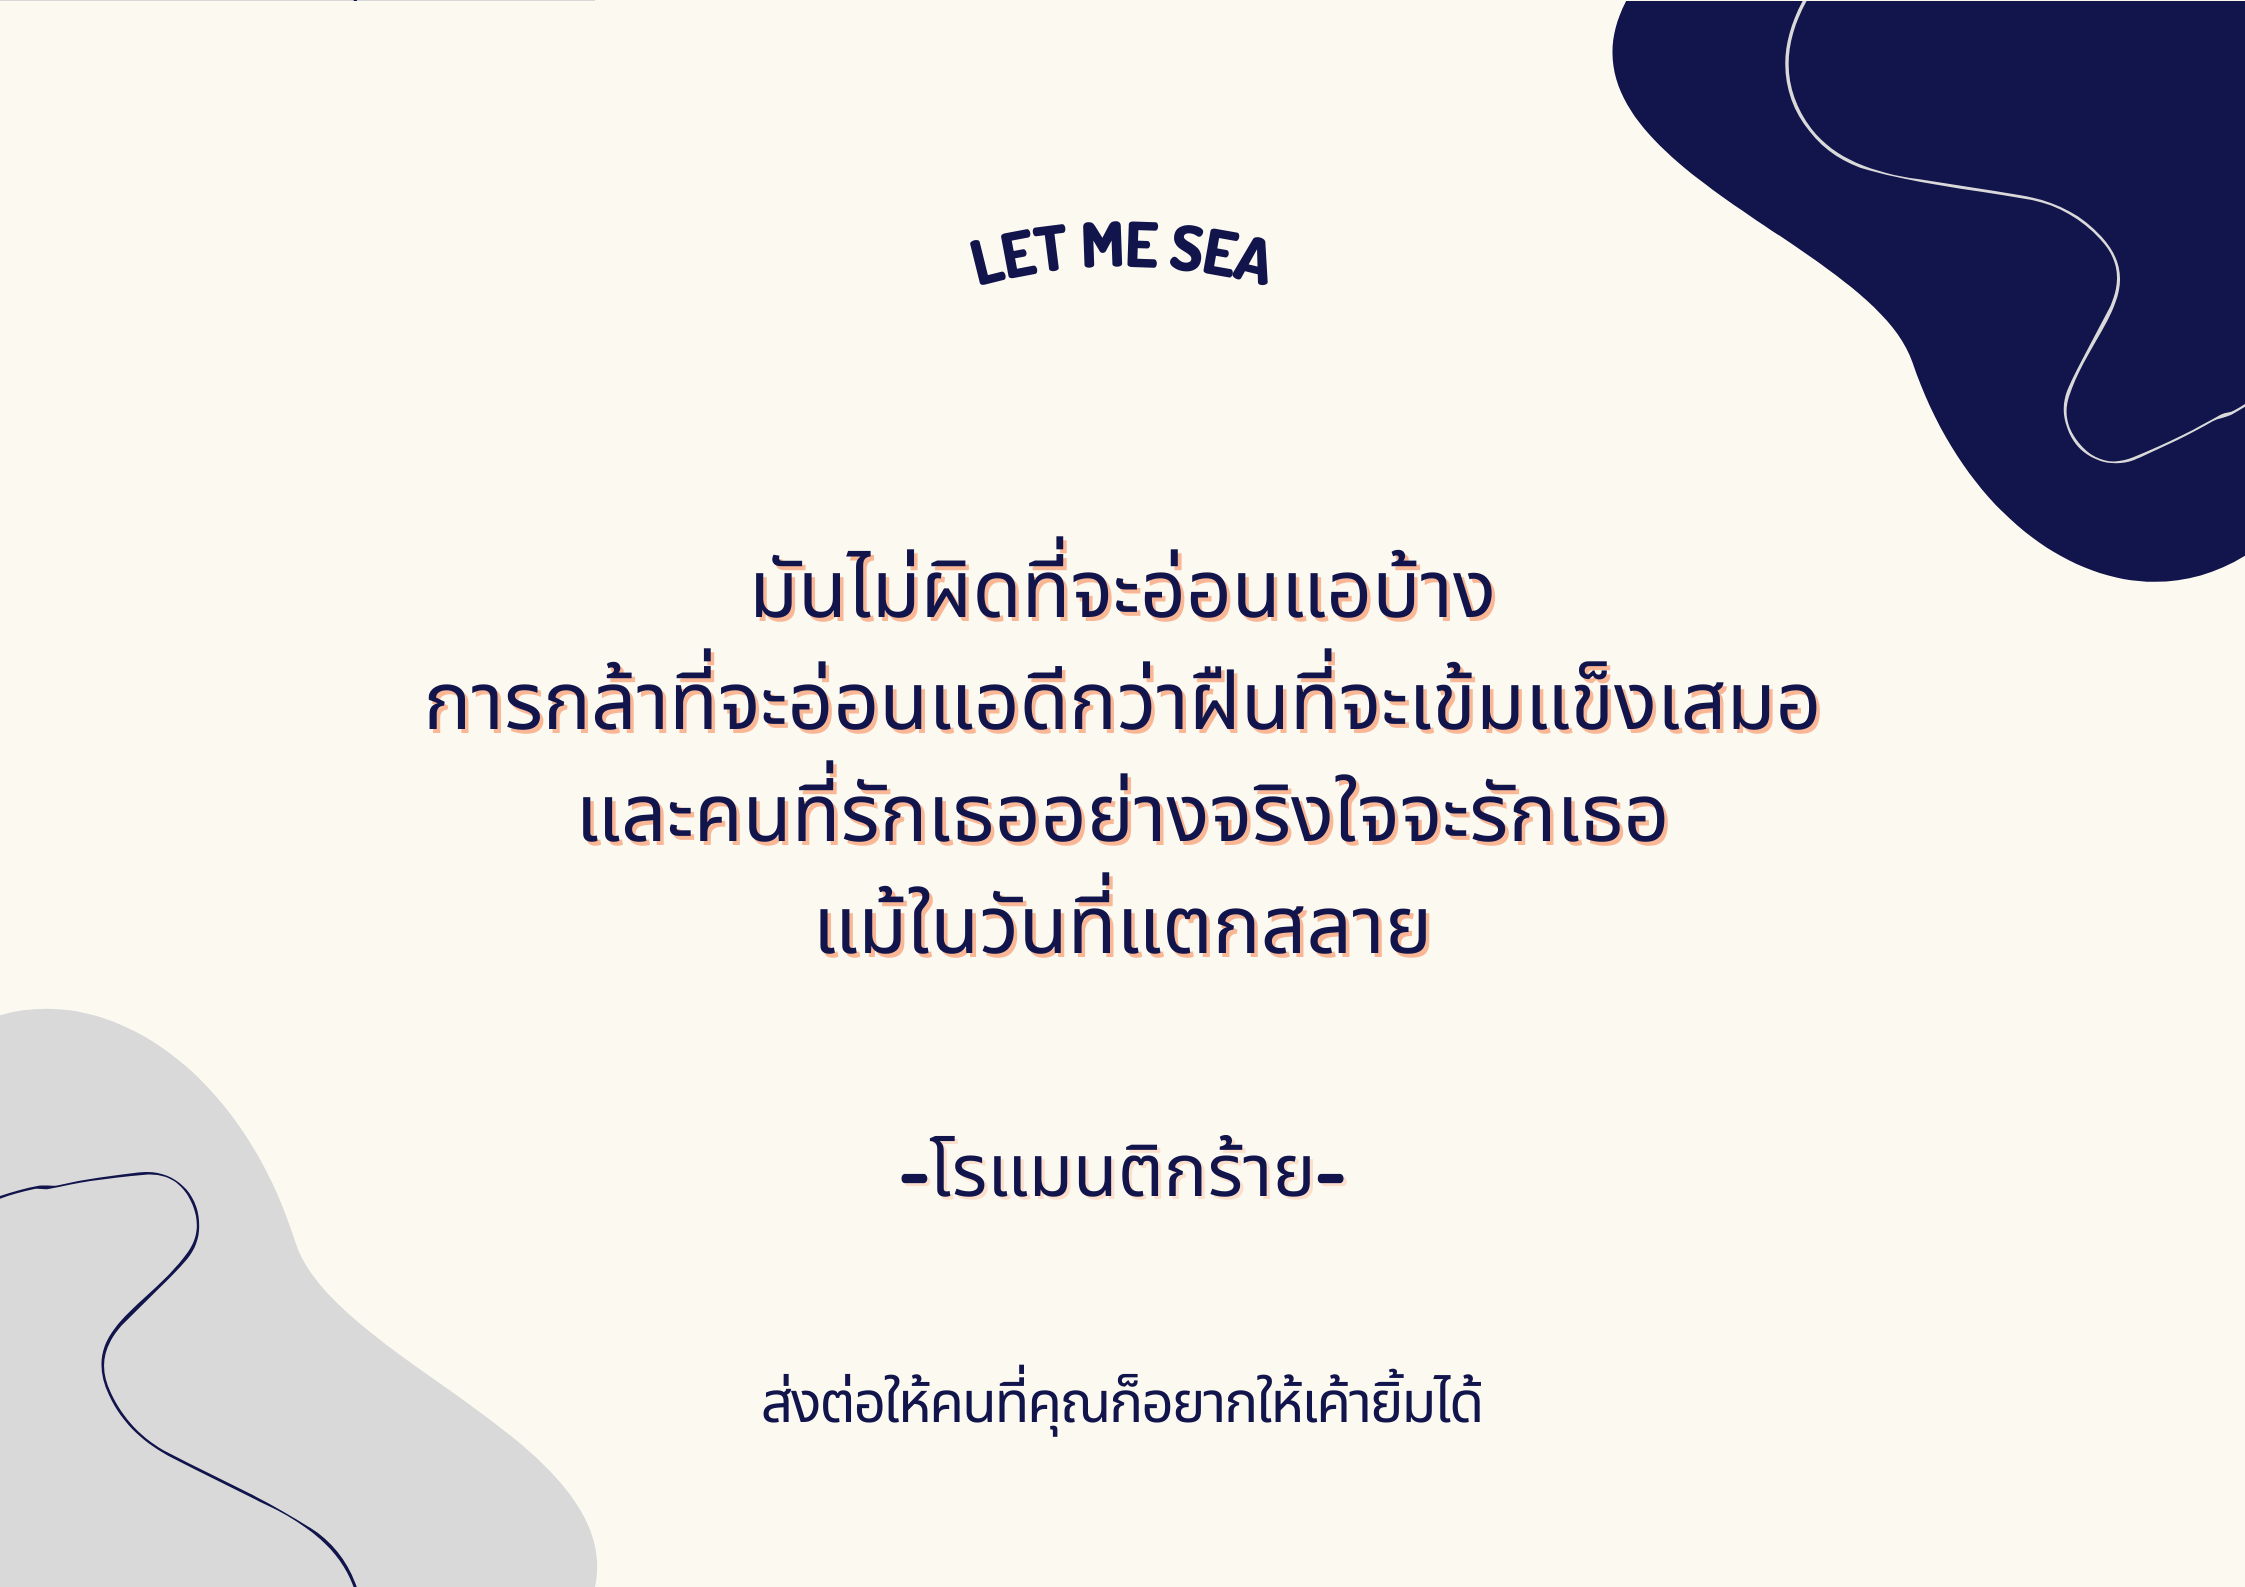 LET ME SEA
มันไม่ผิดที่จะอ่อนแอบ้าง
การกล้าที่จะอ่อนแอดีกว่าฝืนที่จะเข้มแข็งเสมอ
และคนที่รักเธออย่างจริงใจจะรักเธอ
แม้ในวันที่แตกสลาย
-โรแมนติกร้าย-
ส่งต่อให้คนที่คุณก็อยากให้เค้ายิ้มได้